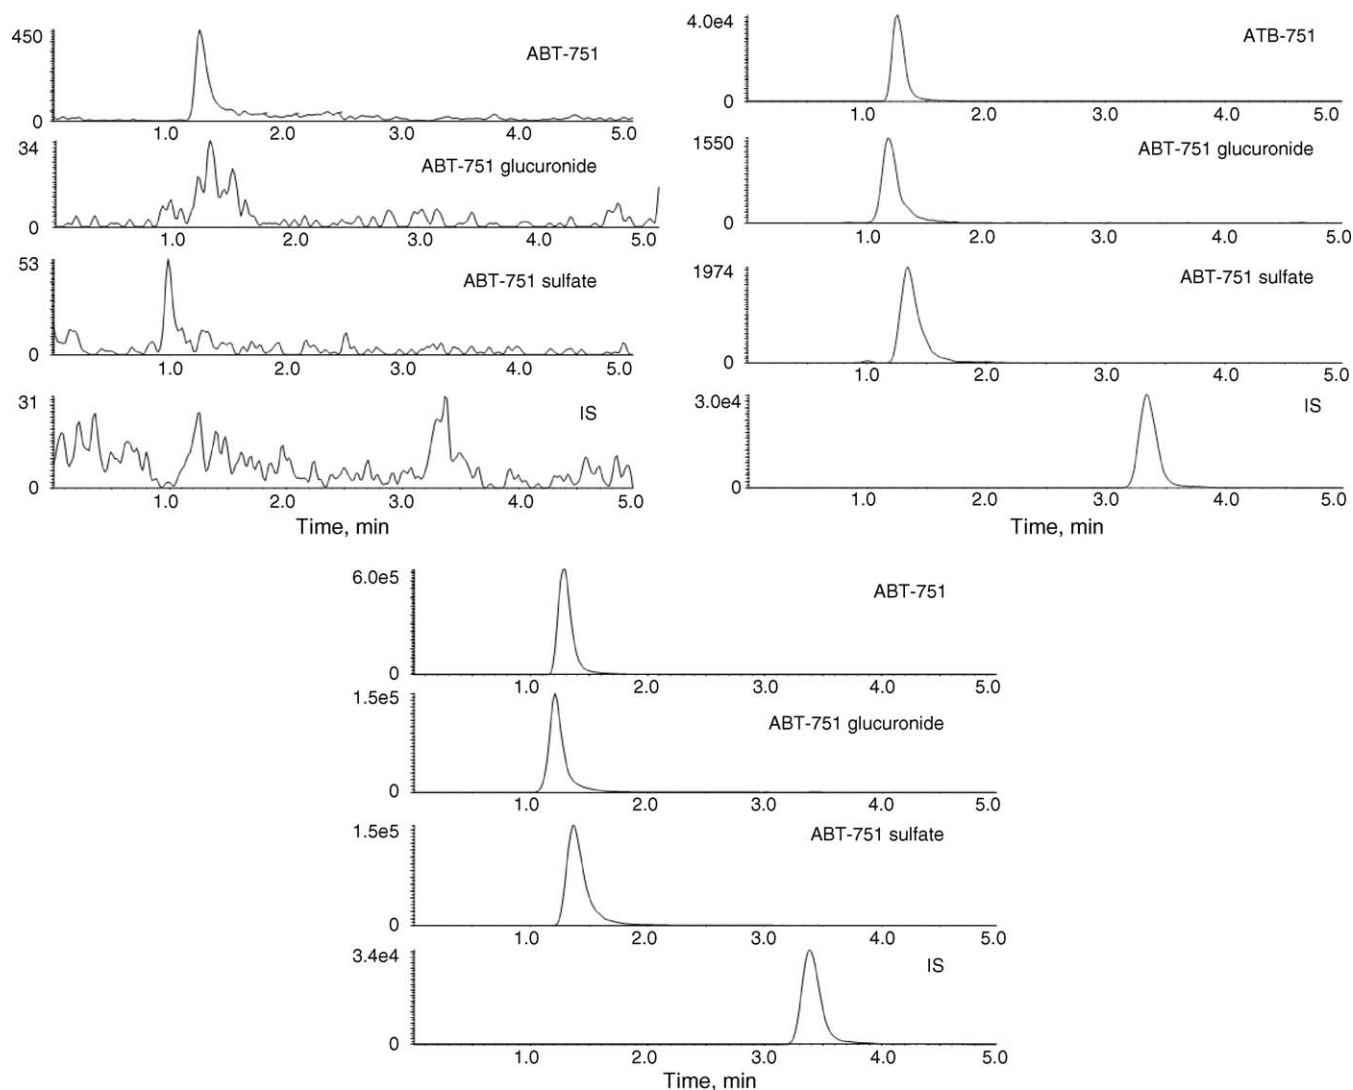 450
ABT-751
0
1.0 2.0 3.0 4.0 5.0
34
ABT-751 glucuronide
0
1.0 2.0 3.0 4.0 5.0
53
ABT-751 sulfate
0
1.0 2.0 3.0 4.0 5.0
31
IS
0
1.0 2.0 3.0 4.0 5.0
Time, min
4.0e4
ATB-751
0
1.0 2.0 3.0 4.0 5.0
1550
ABT-751 glucuronide
0
1.0 2.0 3.0 4.0 5.0
1974
ABT-751 sulfate
0
1.0 2.0 3.0 4.0 5.0
3.0e4
IS
0
1.0 2.0 3.0 4.0 5.0
Time, min
6.0e5
ABT-751
0
1.0 2.0 3.0 4.0 5.0
1.5e5
ABT-751 glucuronide
0
1.0 2.0 3.0 4.0 5.0
1.5e5
ABT-751 sulfate
0
1.0 2.0 3.0 4.0 5.0
3.4e4
IS
0
1.0 2.0 3.0 4.0 5.0
Time, min